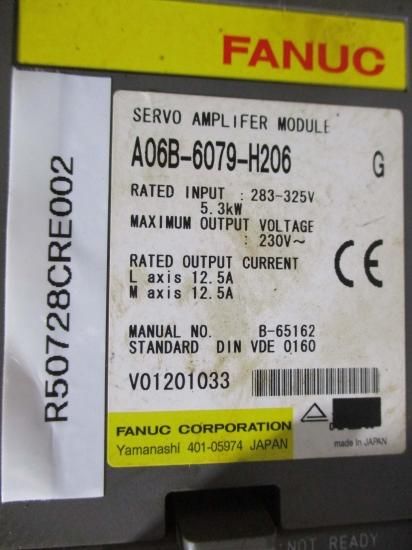 FANUC
SERVO AMPLIFER MODULE
A06B-6079-H206 G
RATED INPUT : 283-325V
5.3kW
MAXIMUM OUTPUT VOLTAGE
: 230V~
RATED OUTPUT CURRENT
L axis 12.5A
M axis 12.5A
CE
MANUAL NO. B-65162
STANDARD DIN VDE 0160
V01201033
FANUC CORPORATION
Yamanashi 401-05974 JAPAN
made in JAPAN
R50728CRE002
:NOT READY